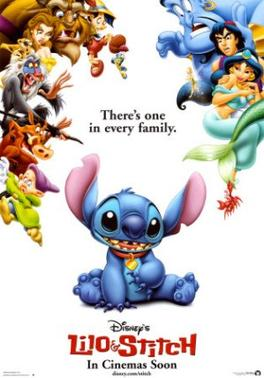 There's one
in every family.
DISNEY'S
LILO & STITCH
In Cinemas Soon
disney.com/stitch